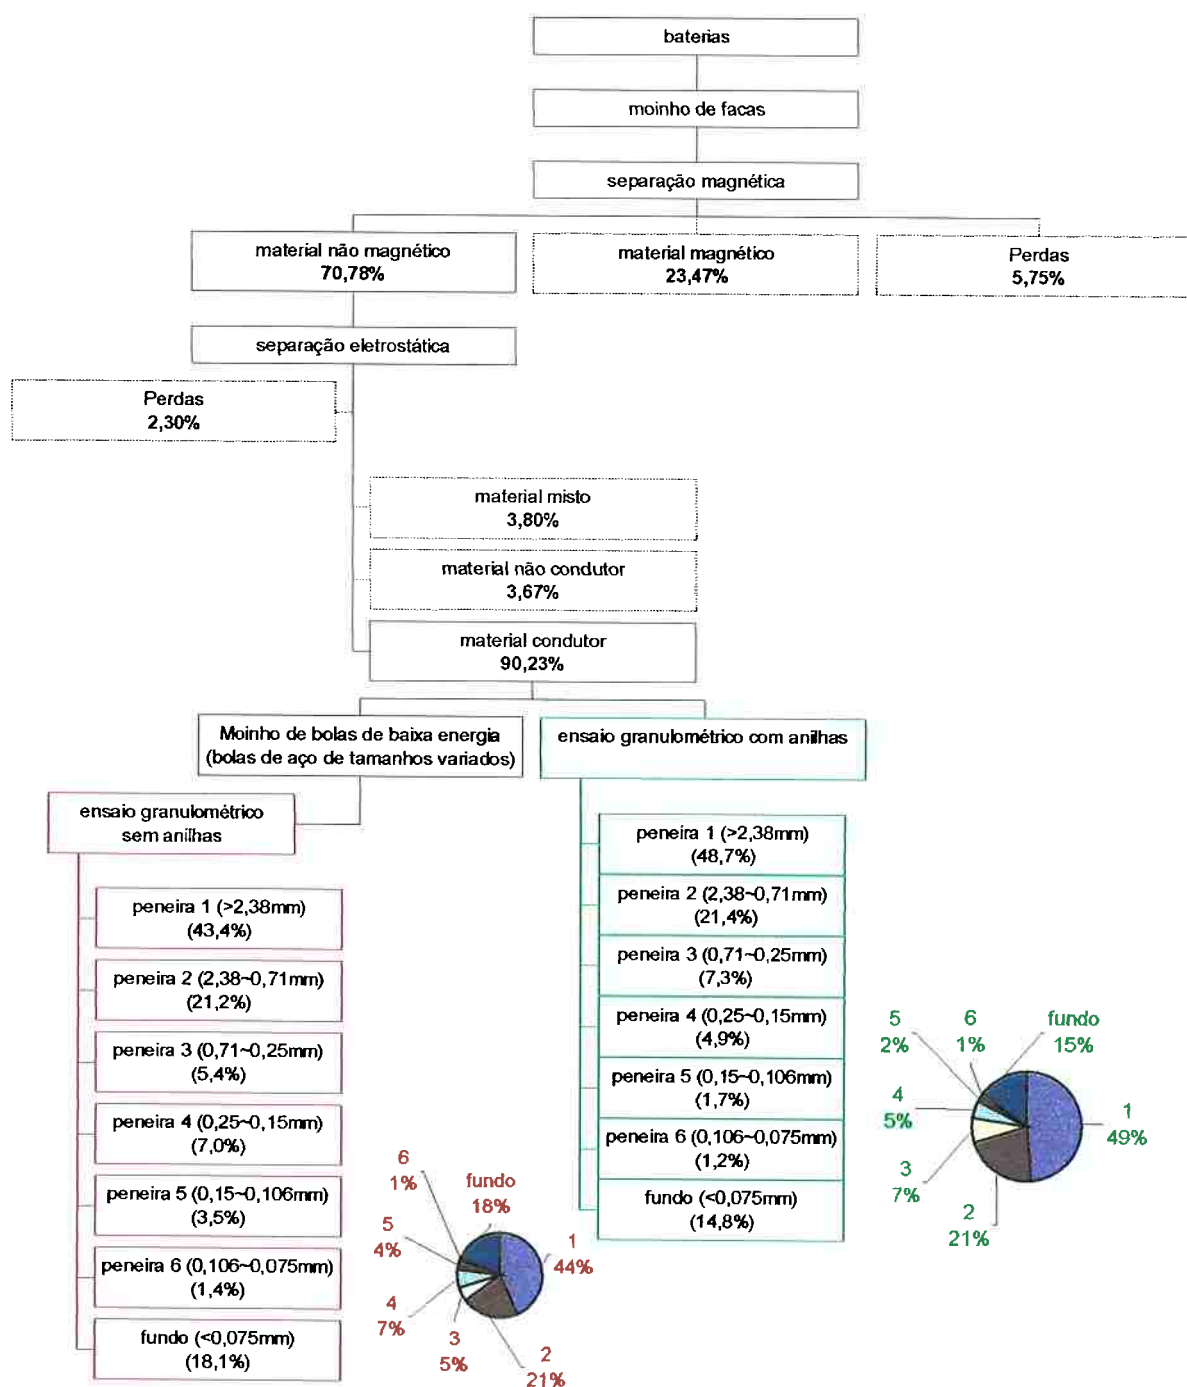 baterias
moinho de facas
separação magnética
material não magnético
70,78%
material magnético
23,47%
Perdas
5,75%
separação eletrostática
Perdas
2,30%
material misto
3,80%
material não condutor
3,67%
material condutor
90,23%
Moinho de bolas de baixa energia
(bolas de aço de tamanhos variados)
ensaio granulométrico com anilhas
ensaio granulométrico
sem anilhas
peneira 1 (>2,38mm)
(43,4%)
peneira 2 (2,38~0,71mm)
(21,2%)
peneira 3 (0,71~0,25mm)
(5,4%)
peneira 4 (0,25~0,15mm)
(7,0%)
peneira 5 (0,15~0,106mm)
(3,5%)
peneira 6 (0,106~0,075mm)
(1,4%)
fundo (<0,075mm)
(18,1%)
6
1%
fundo
18%
5
4%
1
44%
4
7%
3
5%
2
21%
peneira 1 (>2,38mm)
(48,7%)
peneira 2 (2,38~0,71mm)
(21,4%)
peneira 3 (0,71~0,25mm)
(7,3%)
peneira 4 (0,25~0,15mm)
(4,9%)
peneira 5 (0,15~0,106mm)
(1,7%)
peneira 6 (0,106~0,075mm)
(1,2%)
fundo (<0,075mm)
(14,8%)
5
2%
6
1%
fundo
15%
4
5%
1
49%
3
7%
2
21%